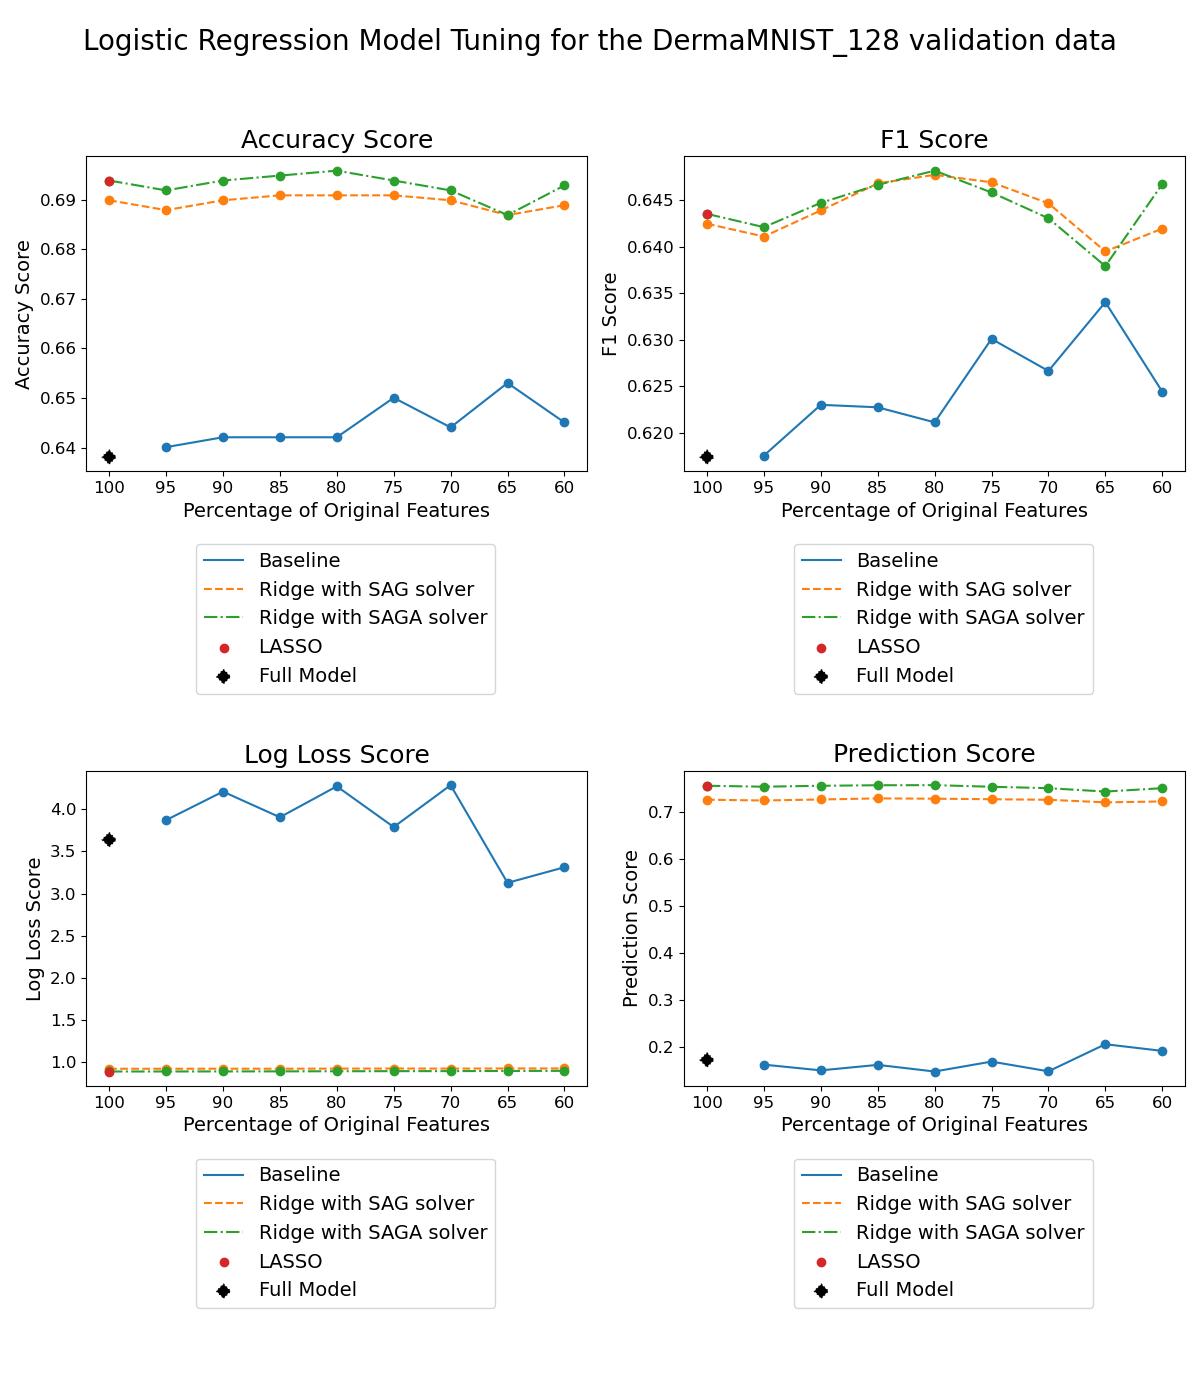 Logistic Regression Model Tuning for the DermaMNIST_128 validation data
Accuracy Score
Accuracy Score
0.69
0.68
0.67
0.66
0.65
0.64
100 95 90 85 80 75 70 65 60
Percentage of Original Features
Baseline
Ridge with SAG solver
Ridge with SAGA solver
LASSO
Full Model
F1 Score
F1 Score
0.645
0.640
0.635
0.630
0.625
0.620
100 95 90 85 80 75 70 65 60
Percentage of Original Features
Baseline
Ridge with SAG solver
Ridge with SAGA solver
LASSO
Full Model
Log Loss Score
Log Loss Score
4.0
3.5
3.0
2.5
2.0
1.5
1.0
100 95 90 85 80 75 70 65 60
Percentage of Original Features
Baseline
Ridge with SAG solver
Ridge with SAGA solver
LASSO
Full Model
Prediction Score
Prediction Score
0.7
0.6
0.5
0.4
0.3
0.2
100 95 90 85 80 75 70 65 60
Percentage of Original Features
Baseline
Ridge with SAG solver
Ridge with SAGA solver
LASSO
Full Model